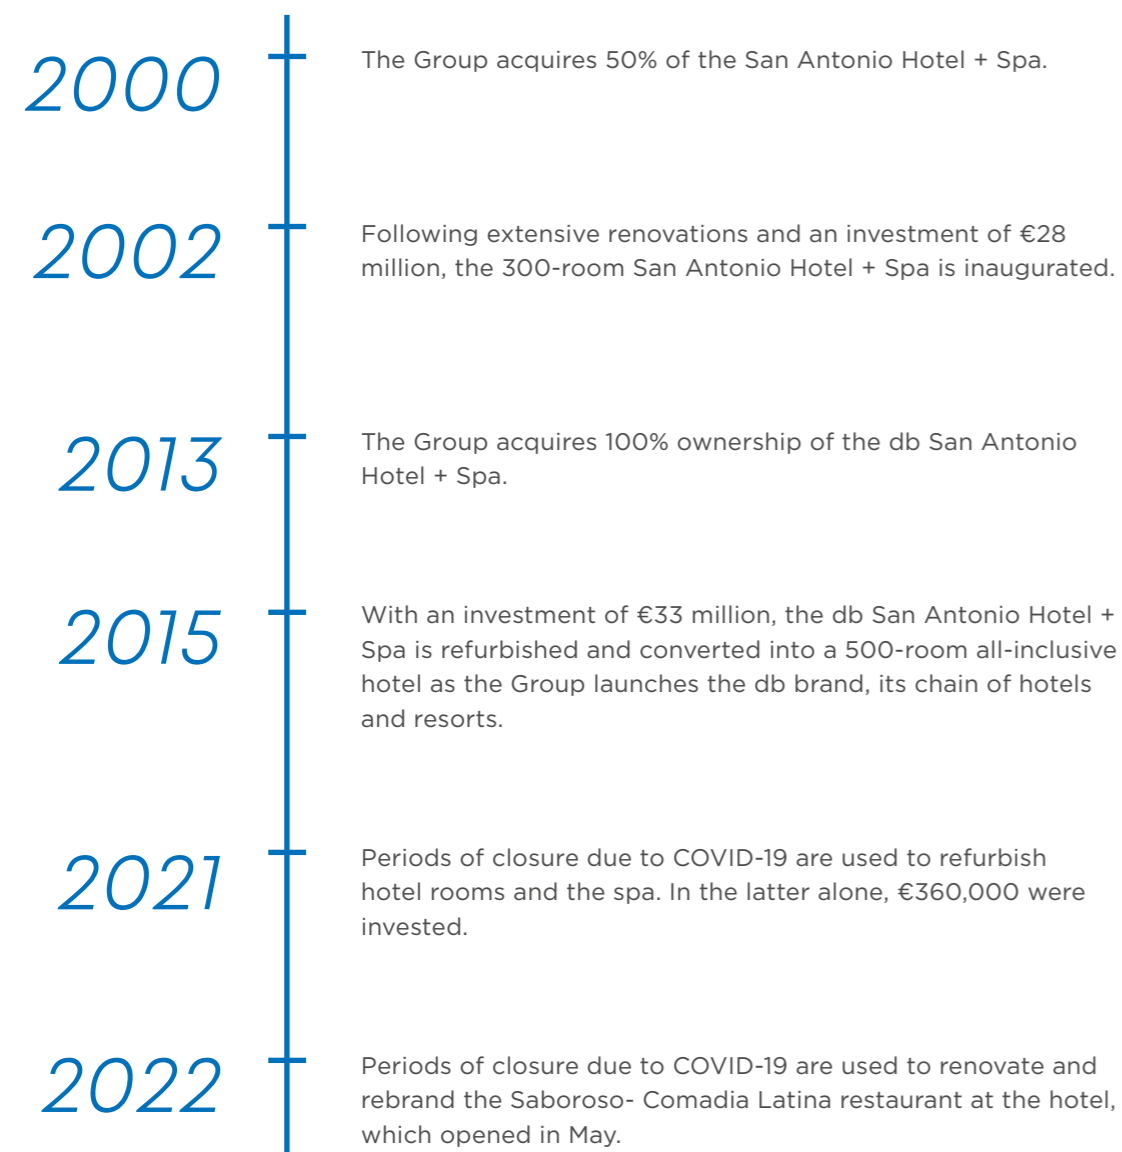 2000
The Group acquires 50% of the San Antonio Hotel + Spa.
2002
Following extensive renovations and an investment of €28
million, the 300-room San Antonio Hotel + Spa is inaugurated.
2013
The Group acquires 100% ownership of the db San Antonio
Hotel + Spa.
2015
With an investment of €33 million, the db San Antonio Hotel +
Spa is refurbished and converted into a 500-room all-inclusive
hotel as the Group launches the db brand, its chain of hotels
and resorts.
2021
Periods of closure due to COVID-19 are used to refurbish
hotel rooms and the spa. In the latter alone, €360,000 were
invested.
2022
Periods of closure due to COVID-19 are used to renovate and
rebrand the Saboroso- Comadia Latina restaurant at the hotel,
which opened in May.